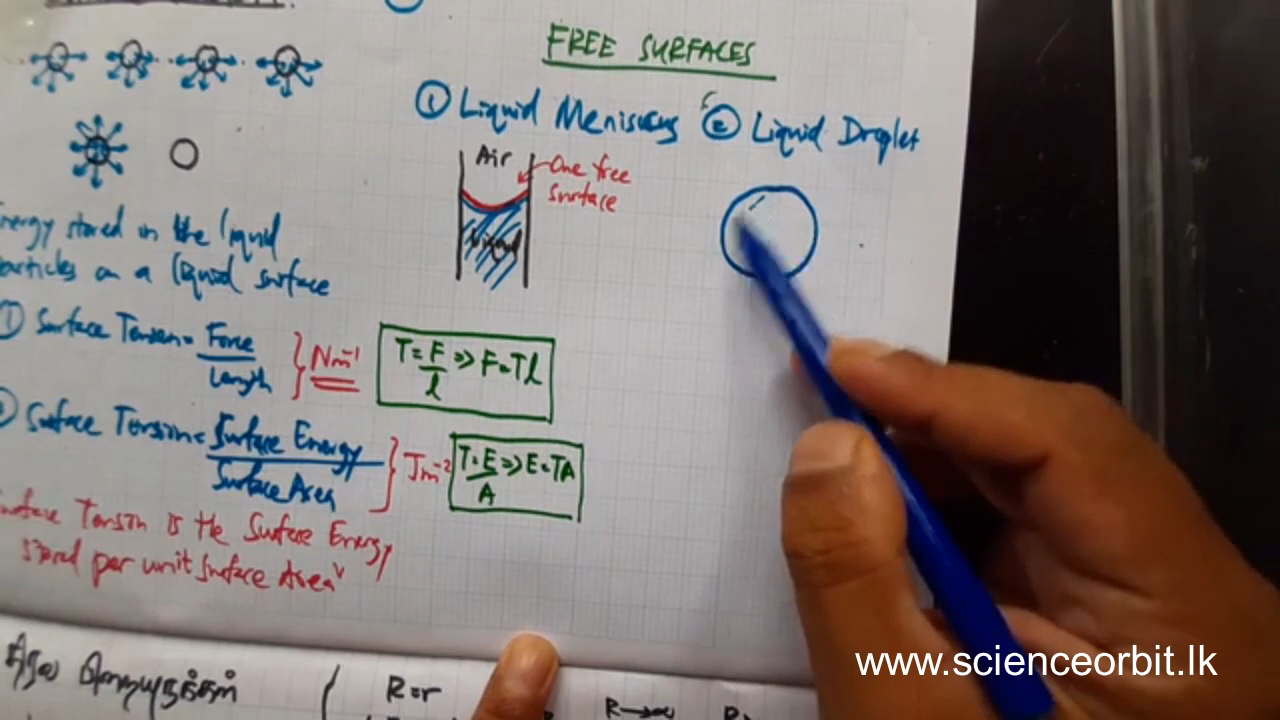 FREE SURFACES
① Liquid Meniscus
② Liquid Droplet
Air
One free
Surface
Liquid
Energy stored in the liquid
particles on a liquid surface
① Surface Tension = Force
Length
} Nm⁻¹
T = F/l => F = Tl
Surface Tension = Surface Energy
Surface Area
} Jm⁻²
T = E/A => E = TA
Surface Tension is the Surface Energy
stored per unit Surface Area
R=r
R→∞
www.scienceorbit.lk